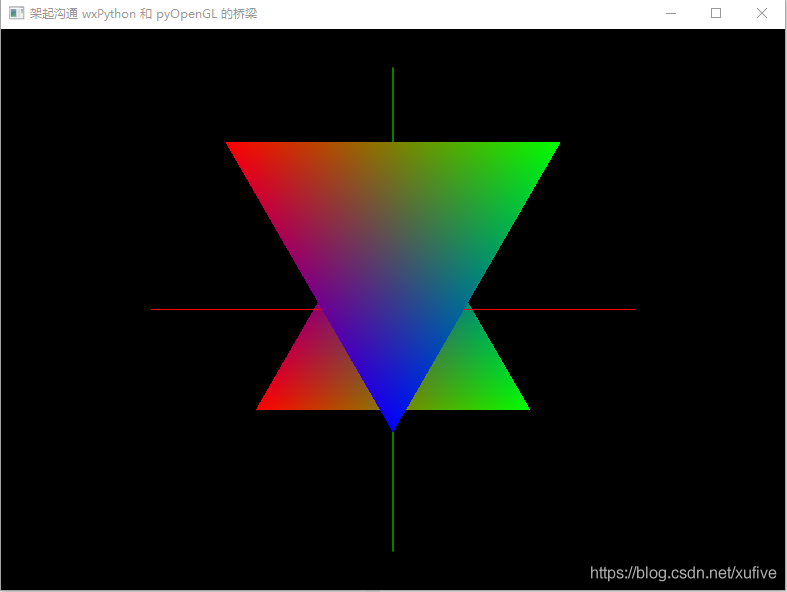 架起沟通 wxPython 和 pyOpenGL 的桥梁
https://blog.csdn.net/xufive